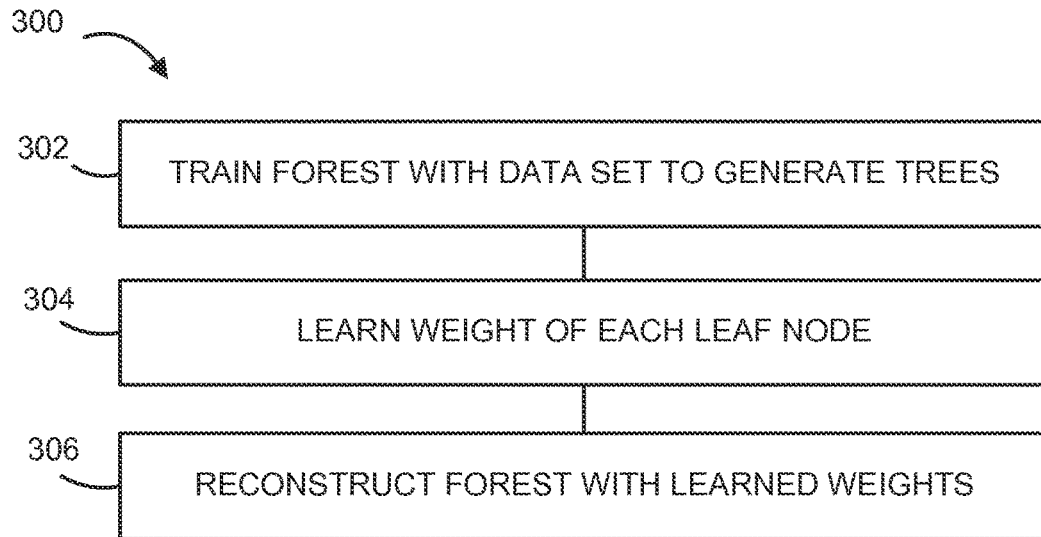 300
302
TRAIN FOREST WITH DATA SET TO GENERATE TREES
304
LEARN WEIGHT OF EACH LEAF NODE
306
RECONSTRUCT FOREST WITH LEARNED WEIGHTS